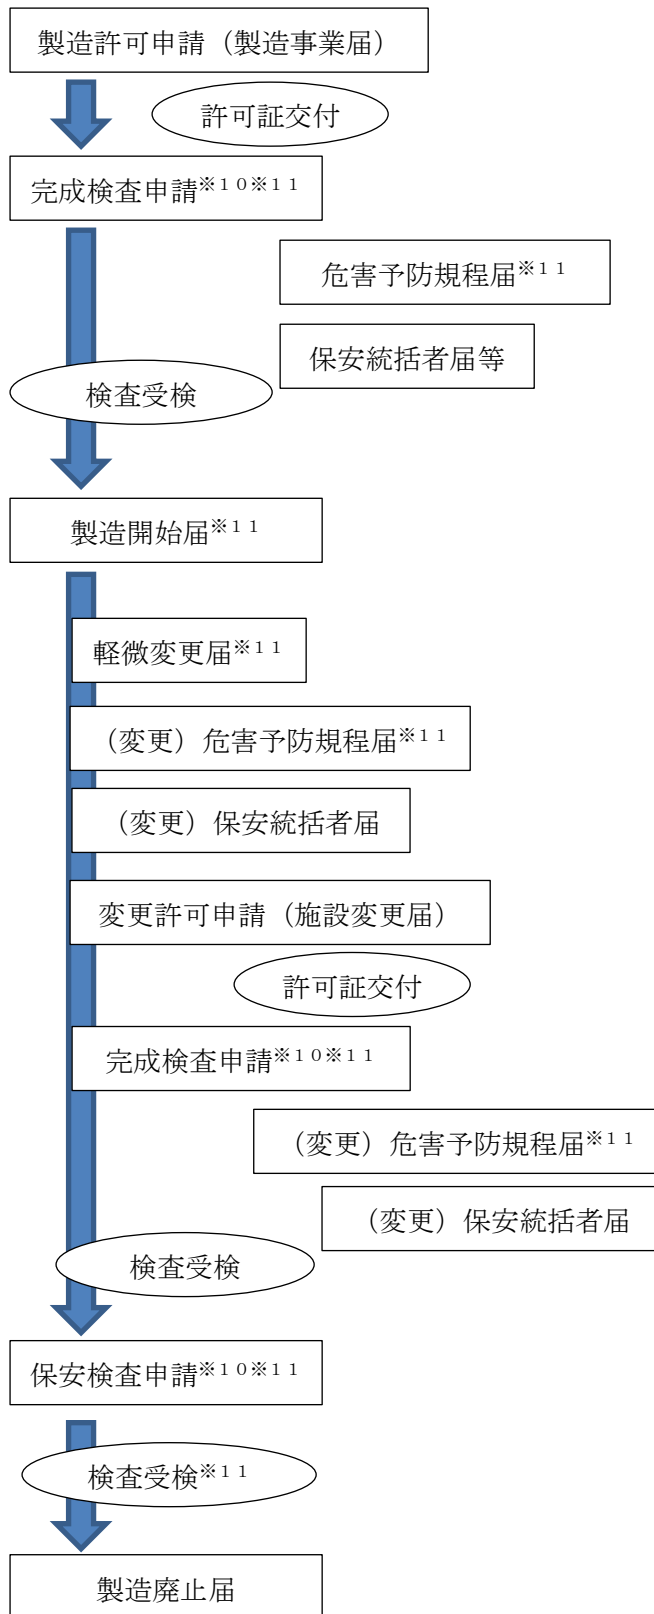 製造許可申請（製造事業届）
許可証交付
完成検査申請※１０※１１
危害予防規程届※１１
保安統括者届等
検査受検
製造開始届※１１
軽微変更届※１１
（変更）危害予防規程届※１１
（変更）保安統括者届
変更許可申請（施設変更届）
許可証交付
完成検査申請※１０※１１
（変更）危害予防規程届※１１
（変更）保安統括者届
検査受検
保安検査申請※１０※１１
検査受検※１１
製造廃止届